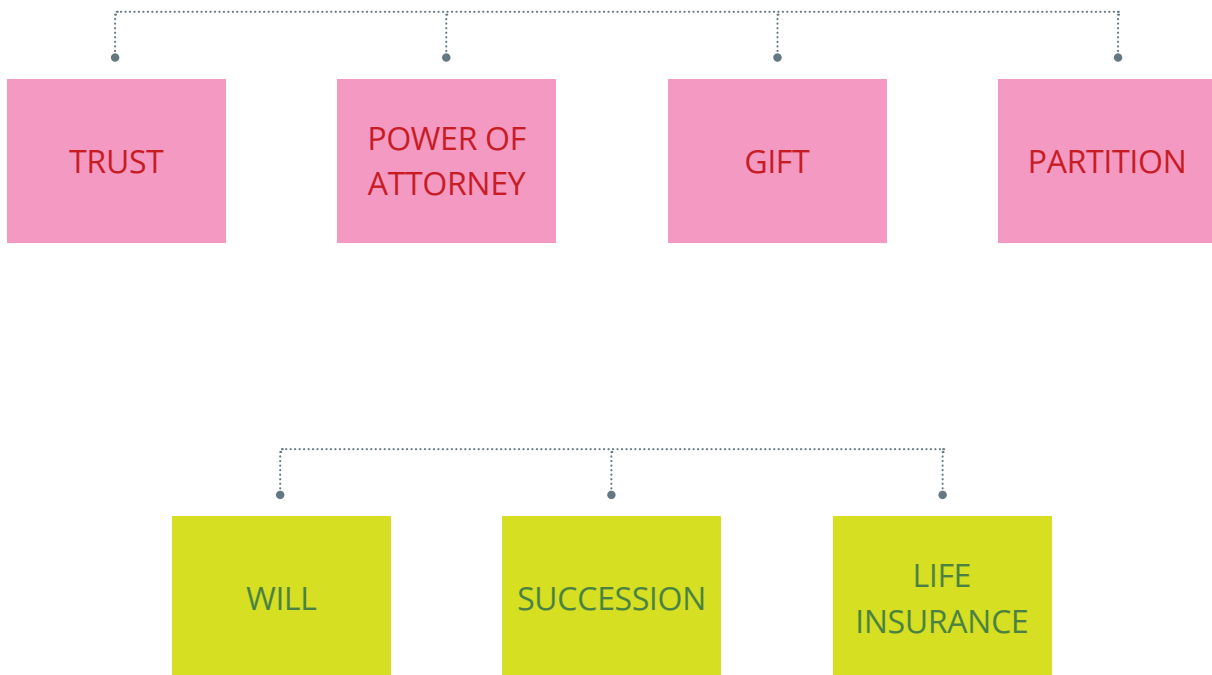 TRUST
POWER OF
ATTORNEY
GIFT
PARTITION
WILL
SUCCESSION
LIFE
INSURANCE